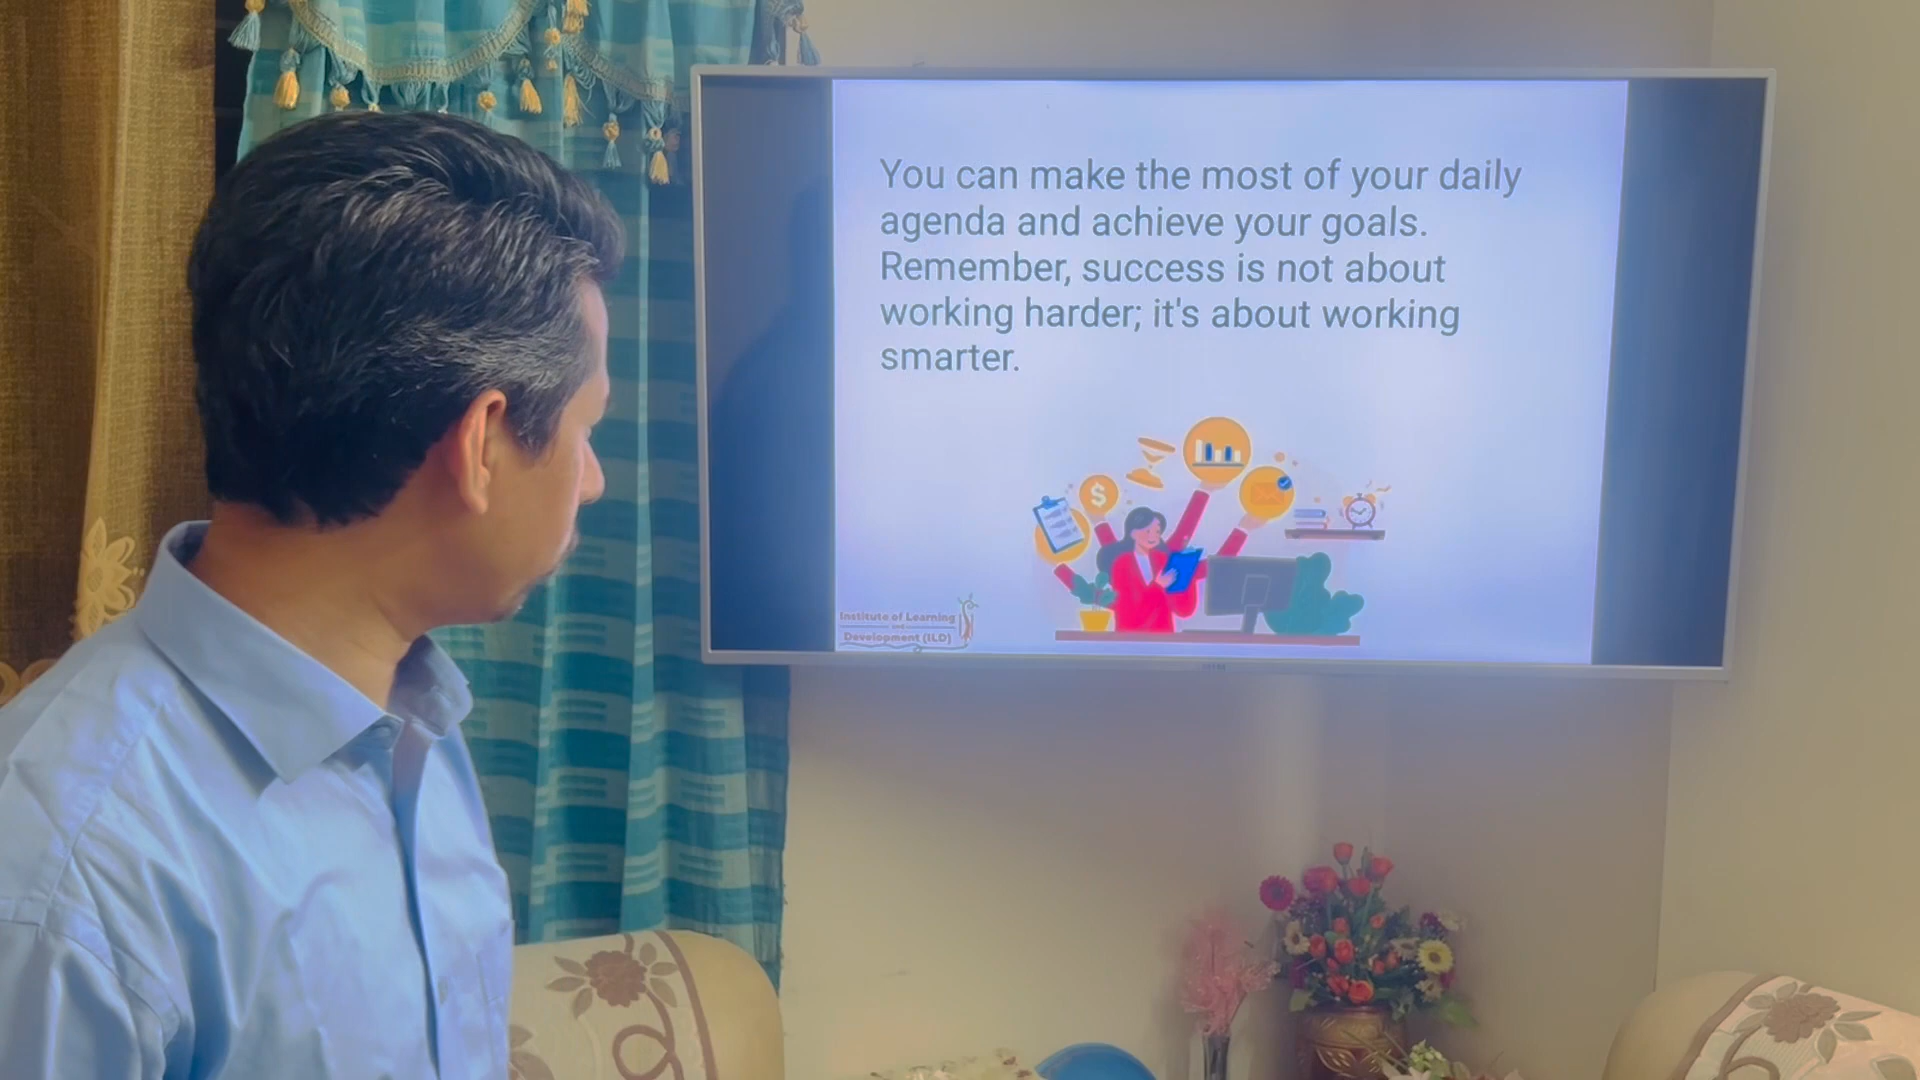 You can make the most of your daily
agenda and achieve your goals.
Remember, success is not about
working harder; it's about working
smarter.
$
Institute of Learning
and
Development (ILD)